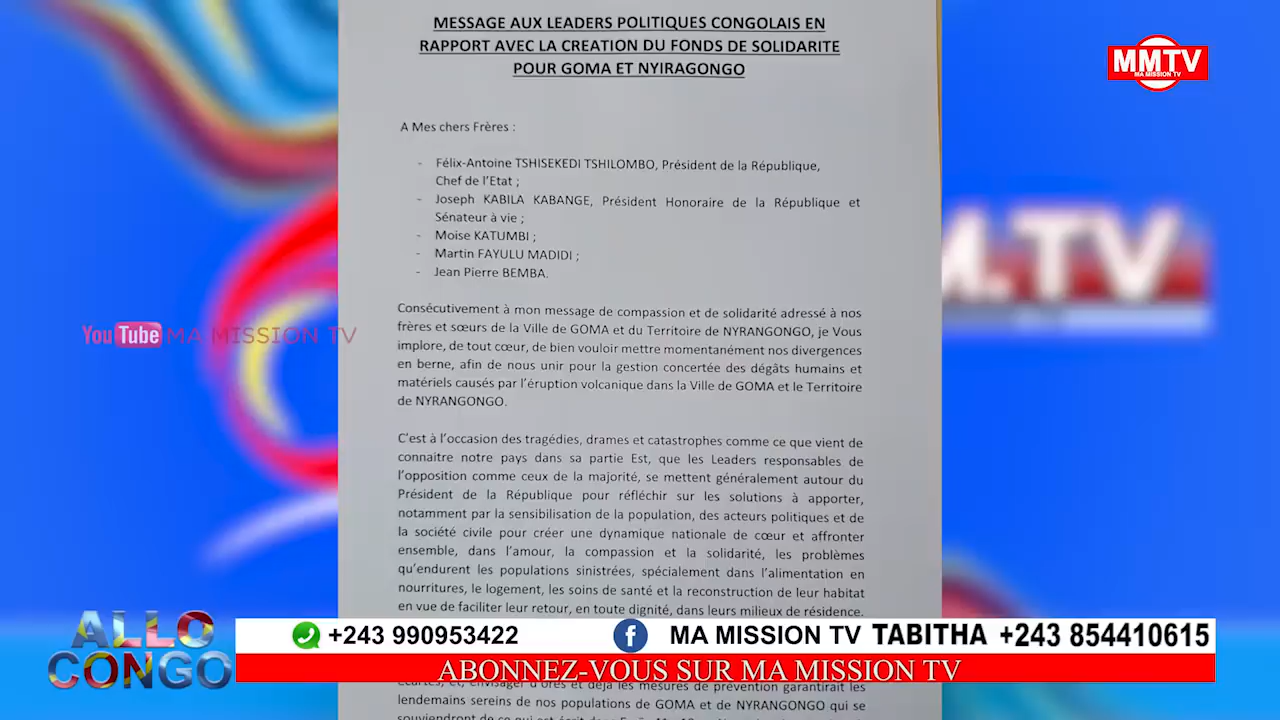 MESSAGE AUX LEADERS POLITIQUES CONGOLAIS EN
RAPPORT AVEC LA CREATION DU FONDS DE SOLIDARITE
POUR GOMA ET NYIRAGONGO
MMTV
MA MISSION TV
A Mes chers Frères :
- Félix-Antoine TSHISEKEDI TSHILOMBO, Président de la République,
Chef de l'Etat ;
- Joseph KABILA KABANGE, Président Honoraire de la République et
Sénateur à vie ;
- Moise KATUMBI ;
- Martin FAYULU MADIDI ;
- Jean Pierre BEMBA.
M.TV
Consécutivement à mon message de compassion et de solidarité adressé à nos
frères et sœurs de la Ville de GOMA et du Territoire de NYRANGONGO, je Vous
implore, de tout cœur, de bien vouloir mettre momentanément nos divergences
en berne, afin de nous unir pour la gestion concertée des dégâts humains et
matériels causés par l'éruption volcanique dans la Ville de GOMA et le Territoire
de NYRANGONGO.
YouTube MA MISSION TV
C'est à l'occasion des tragédies, drames et catastrophes comme ce que vient de
connaitre notre pays dans sa partie Est, que les Leaders responsables de
l'opposition comme ceux de la majorité, se mettent généralement autour du
Président de la République pour réfléchir sur les solutions à apporter,
notamment par la sensibilisation de la population, des acteurs politiques et de
la société civile pour créer une dynamique nationale de cœur et affronter
ensemble, dans l'amour, la compassion et la solidarité, les problèmes
qu'endurent les populations sinistrées, spécialement dans l'alimentation en
nourritures, le logement, les soins de santé et la reconstruction de leur habitat
en vue de faciliter leur retour, en toute dignité, dans leurs milieux de résidence.
ALLO
CONGO
+243 990953422 MA MISSION TV TABITHA +243 854410615
ABONNEZ-VOUS SUR MA MISSION TV
et, envisager d'ores et déjà les mesures de prévention garantirait les
lendemains sereins de nos populations de GOMA et de NYRANGONGO qui se